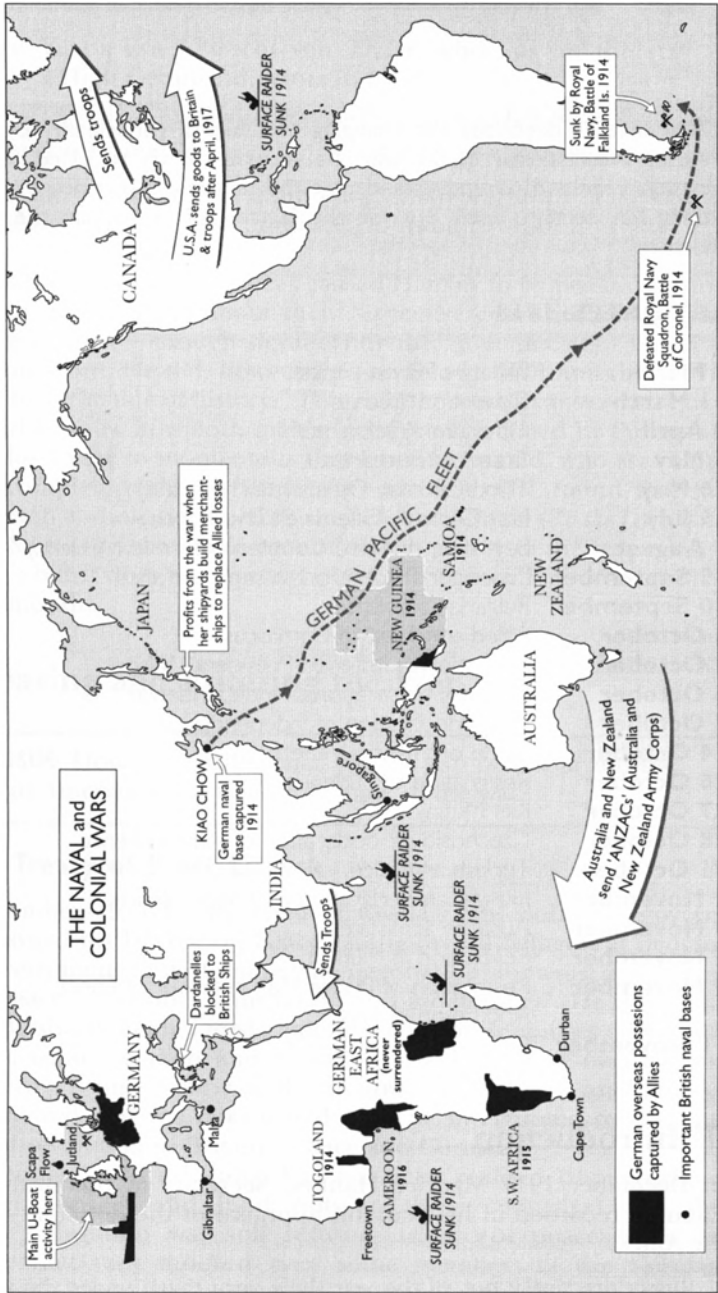 THE NAVAL and
COLONIAL WARS
Main U-Boat
activity here
Scapa
Flow
Jutland
GERMANY
Dardanelles
blocked to
British Ships
Gibraltar
Malta
TOGOLAND
1914
CAMEROON,
1916
Freetown
GERMAN
EAST
AFRICA
(never
surrendered)
S.W.AFRICA
1915
Cape Town
Durban
SURFACE RAIDER
SUNK 1914
SURFACE RAIDER
SUNK 1914
SURFACE RAIDER
SUNK 1914
INDIA
Sends Troops
KIAO CHOW
German naval
base captured
1914
Singapore
JAPAN
Profits from the war when
her shipyards build merchant-
ships to replace Allied losses
GERMAN PACIFIC FLEET
NEW GUINEA
1914
SAMOA
1914
AUSTRALIA
NEW
ZEALAND
Australia and New Zealand
send 'ANZACs' (Australia and
New Zealand Army Corps)
CANADA
Sends troops
U.S.A. sends goods to Britain
& troops after April, 1917
SURFACE RAIDER
SUNK 1914
Sunk by Royal
Navy, Battle of
Falkland Is. 1914
Defeated Royal Navy
Squadron, Battle
of Coronel, 1914
German overseas possesions
captured by Allies
Important British naval bases